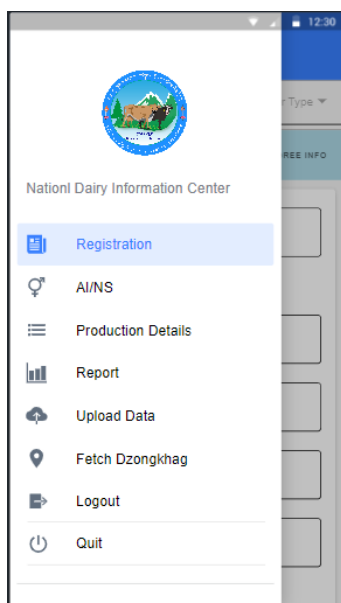 12:30
r Type
REE INFO
Nationl Dairy Information Center
Registration
AI/NS
Production Details
Report
Upload Data
Fetch Dzongkhag
Logout
Quit